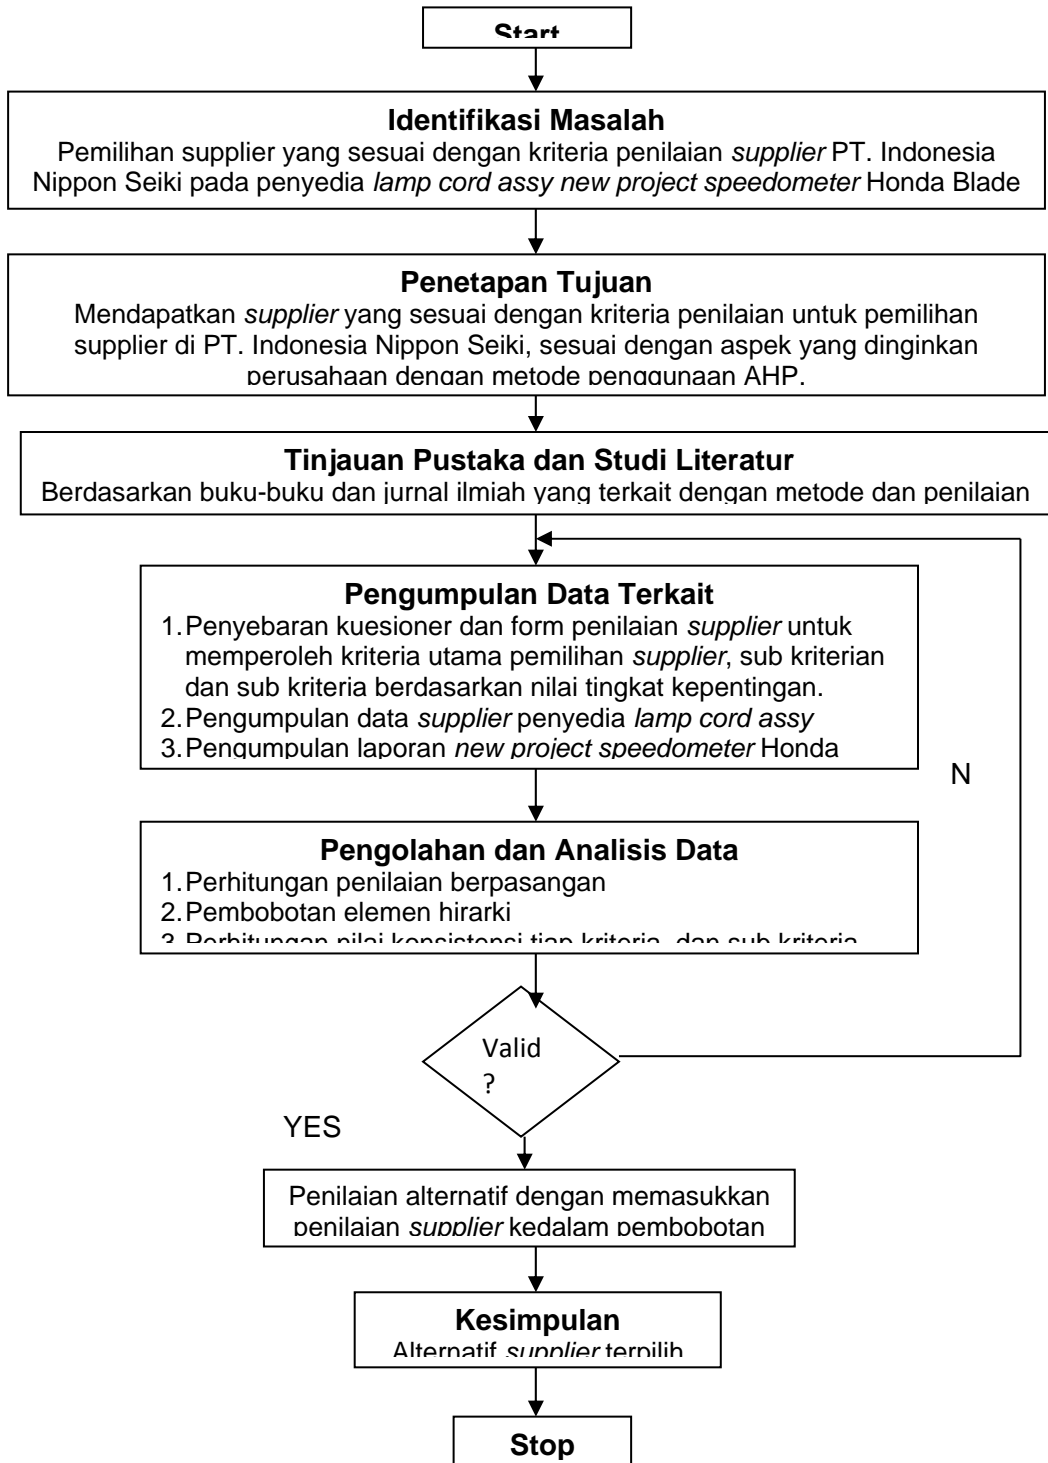 Start
Identifikasi Masalah
Pemilihan supplier yang sesuai dengan kriteria penilaian supplier PT. Indonesia
Nippon Seiki pada penyedia lamp cord assy new project speedometer Honda Blade
Penetapan Tujuan
Mendapatkan supplier yang sesuai dengan kriteria penilaian untuk pemilihan
supplier di PT. Indonesia Nippon Seiki, sesuai dengan aspek yang dinginkan
perusahaan dengan metode penggunaan AHP.
Tinjauan Pustaka dan Studi Literatur
Berdasarkan buku-buku dan jurnal ilmiah yang terkait dengan metode dan penilaian
Pengumpulan Data Terkait
1. Penyebaran kuesioner dan form penilaian supplier untuk
memperoleh kriteria utama pemilihan supplier, sub kriterian
dan sub kriteria berdasarkan nilai tingkat kepentingan.
2. Pengumpulan data supplier penyedia lamp cord assy
3. Pengumpulan laporan new project speedometer Honda
N
Pengolahan dan Analisis Data
1. Perhitungan penilaian berpasangan
2. Pembobotan elemen hirarki
3. Perhitungan nilai konsistensi tiap kriteria, dan sub kriteria
Valid
?
YES
Penilaian alternatif dengan memasukkan
penilaian supplier kedalam pembobotan
Kesimpulan
Alternatif supplier terpilih
Stop